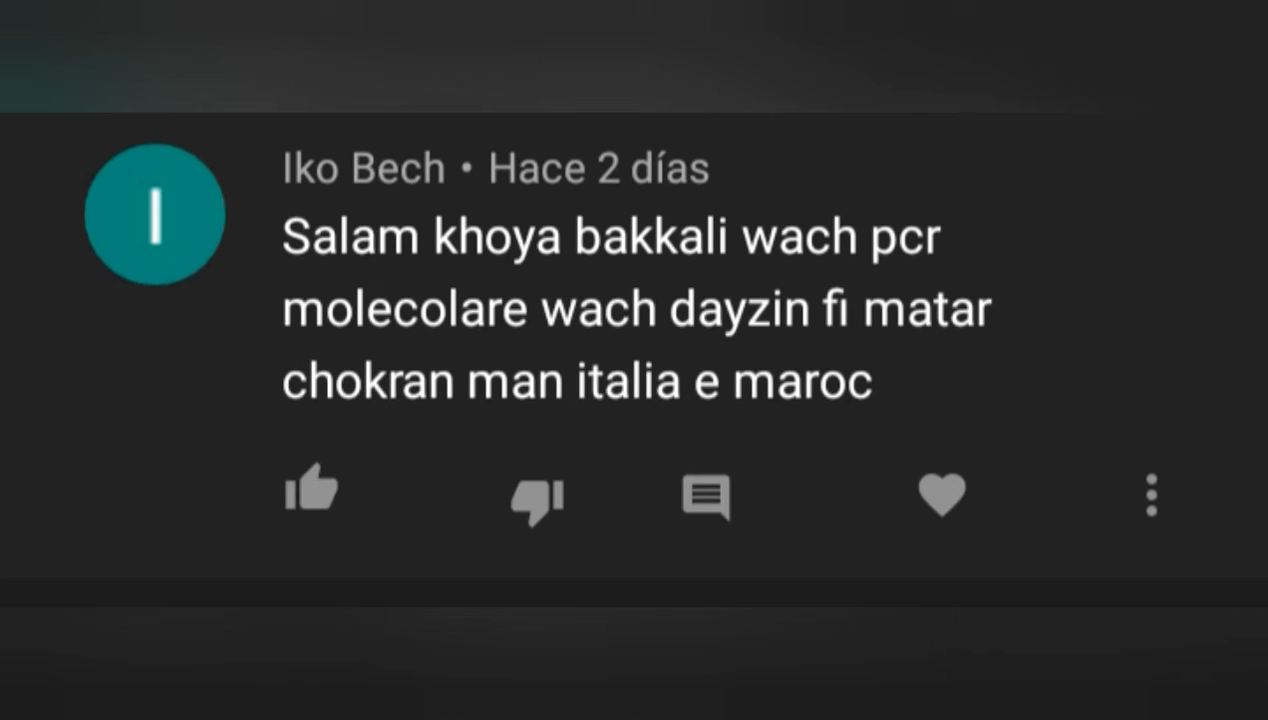 I
Iko Bech • Hace 2 días
Salam khoya bakkali wach pcr
molecolare wach dayzin fi matar
chokran man italia e maroc